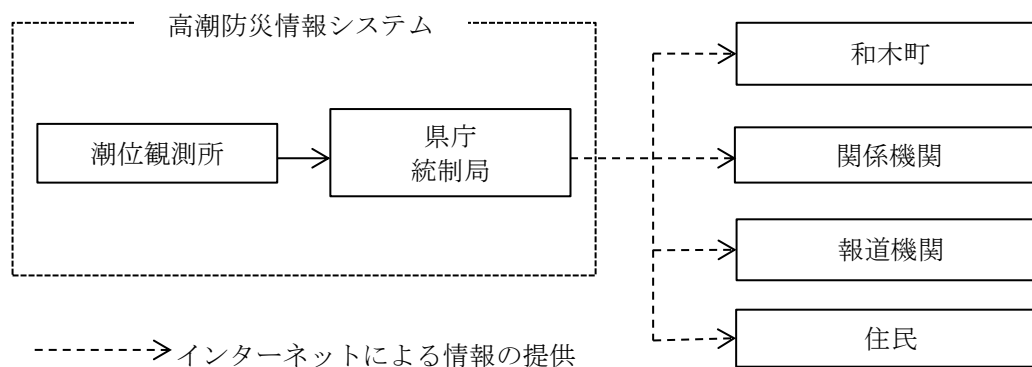 高潮防災情報システム
潮位観測所
県庁
統制局
和木町
関係機関
報道機関
住民
インターネットによる情報の提供